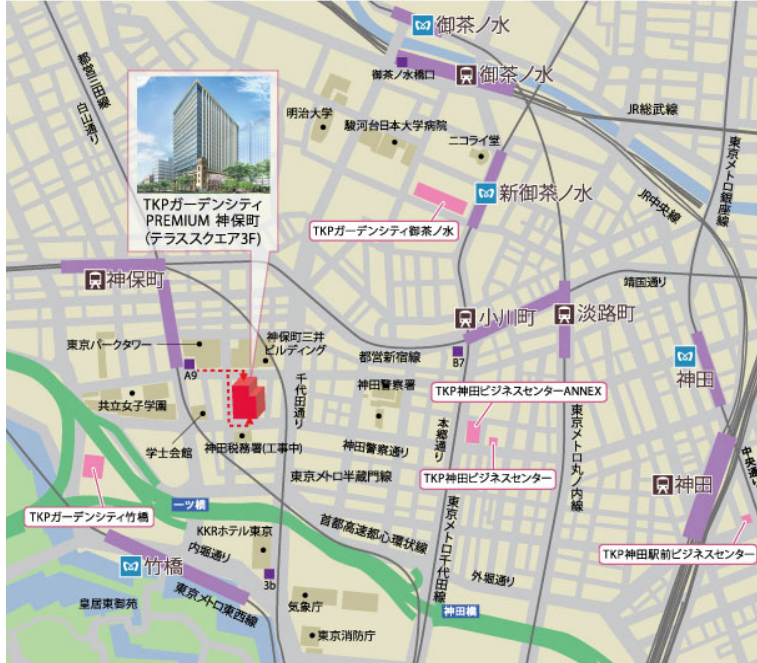 御茶ノ水
御茶ノ水橋口
御茶ノ水
都営三田線
白山通り
明治大学
駿河台日本大学病院
ニコライ堂
JR総武線
東京メトロ銀座線
JR中央線
TKPガーデンシティ
PREMIUM 神保町
(テラススクエア3F)
新御茶ノ水
TKPガーデンシティ御茶ノ水
神保町
靖国通り
小川町
淡路町
東京パークタワー
神保町三井
ビルディング
都営新宿線
B7
A9
神田
千代田通り
神田警察署
共立女子学園
TKP神田ビジネスセンターANNEX
学士会館
神田税務署(工事中)
神田警察通り
本郷通り
東京メトロ丸ノ内線
中央通り
TKP神田ビジネスセンター
東京メトロ半蔵門線
神田
一ツ橋
TKPガーデンシティ竹橋
首都高速都心環状線
KKRホテル東京
内堀通り
TKP神田駅前ビジネスセンター
竹橋
3b
東京メトロ千代田線
外堀通り
東京メトロ東西線
皇居東御苑
気象庁
神田橋
東京消防庁